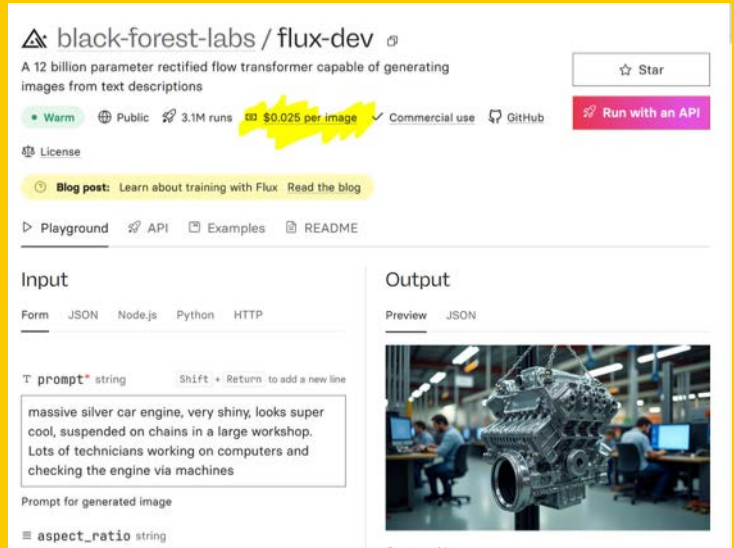 black-forest-labs / flux-dev
A 12 billion parameter rectified flow transformer capable of generating
images from text descriptions
Star
Warm Public 3.1M runs $0.025 per image Commercial use GitHub
Run with an API
License
Blog post: Learn about training with Flux Read the blog
Playground API Examples README
Input
Form JSON Node.js Python HTTP
T prompt* string Shift + Return to add a new line
massive silver car engine, very shiny, looks super
cool, suspended on chains in a large workshop.
Lots of technicians working on computers and
checking the engine via machines
Prompt for generated image
aspect_ratio string
Output
Preview JSON